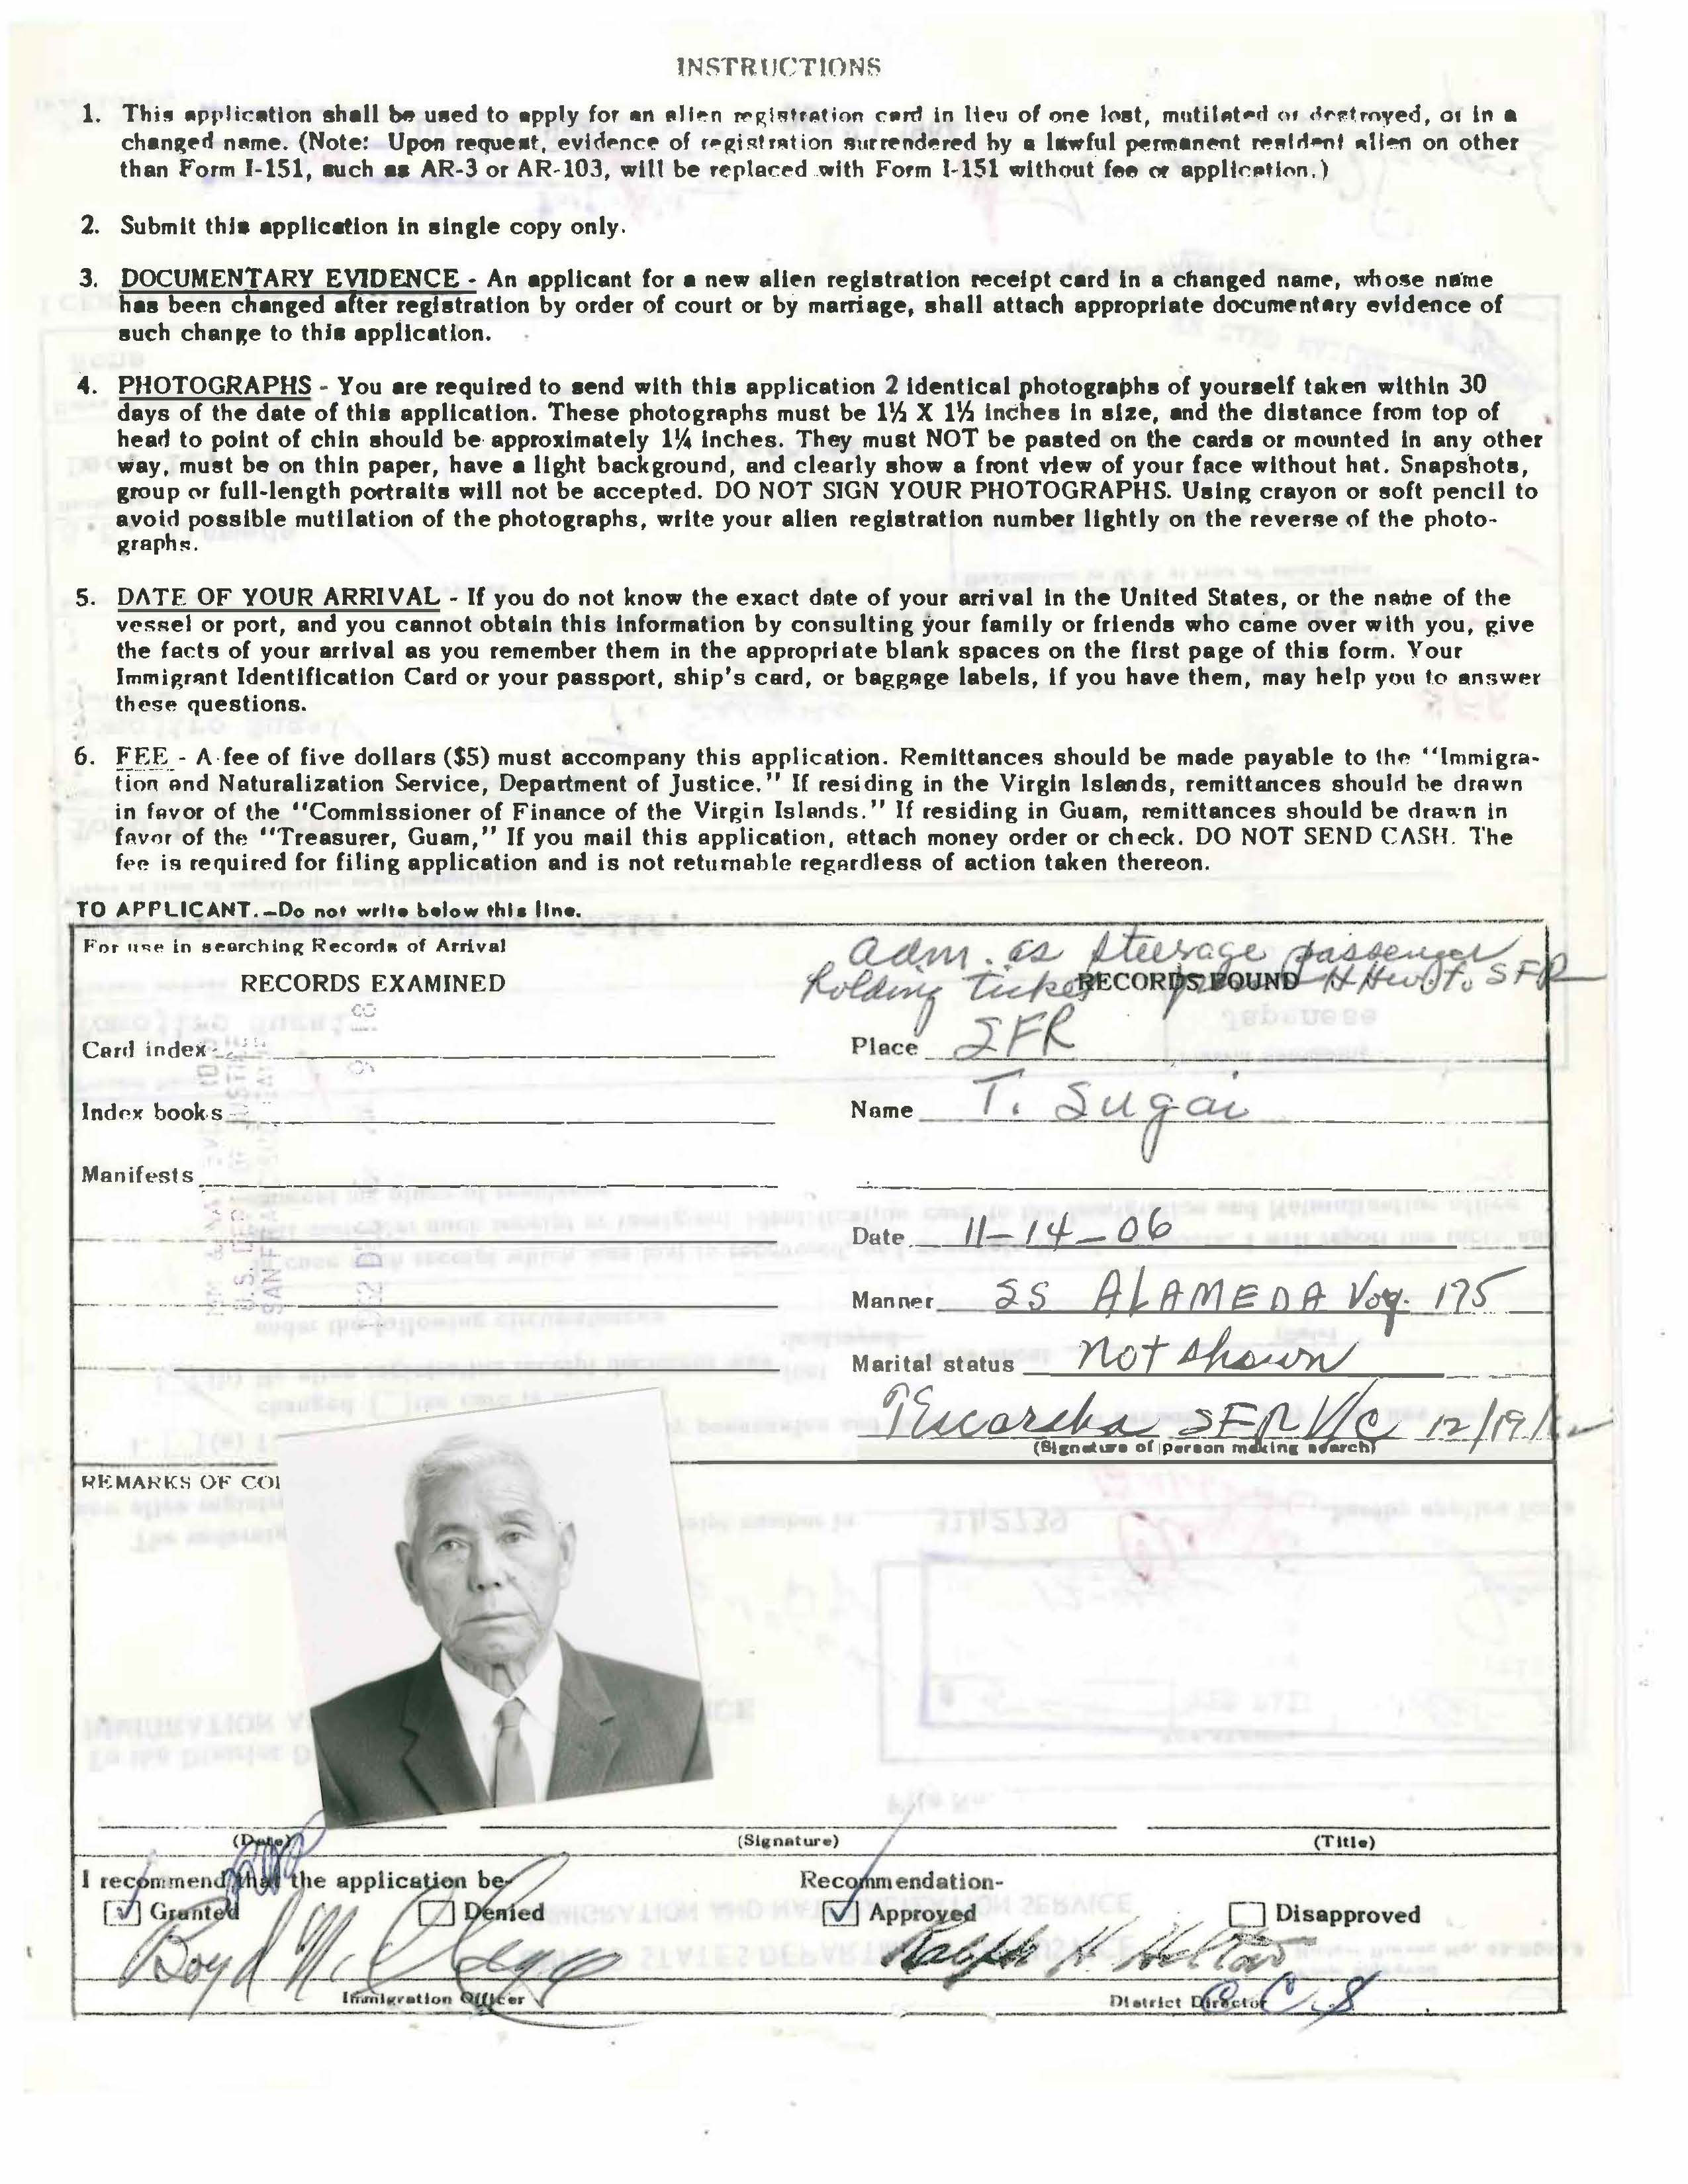 INSTRUCTIONS
1. This application shall be used to apply for an alien registration card in lieu of one lost, mutilated or destroyed, or in a
changed name. (Note: Upon request, evidence of registration surrendered by a lawful permanent resident alien on other
than Form I-151, such as AR-3 or AR-103, will be replaced with Form I-151 without fee or application.)
2. Submit this application in single copy only.
3. DOCUMENTARY EVIDENCE - An applicant for a new alien registration receipt card in a changed name, whose name
has been changed after registration by order of court or by marriage, shall attach appropriate documentary evidence of
such change to this application.
4. PHOTOGRAPHS - You are required to send with this application 2 identical photographs of yourself taken within 30
days of the date of this application. These photographs must be 1½ X 1½ inches in size, and the distance from top of
head to point of chin should be approximately 1¼ inches. They must NOT be pasted on the cards or mounted in any other
way, must be on thin paper, have a light background, and clearly show a front view of your face without hat. Snapshots,
group or full-length portraits will not be accepted. DO NOT SIGN YOUR PHOTOGRAPHS. Using crayon or soft pencil to
avoid possible mutilation of the photographs, write your alien registration number lightly on the reverse of the photo-
graphs.
5. DATE OF YOUR ARRIVAL - If you do not know the exact date of your arrival in the United States, or the name of the
vessel or port, and you cannot obtain this information by consulting your family or friends who came over with you, give
the facts of your arrival as you remember them in the appropriate blank spaces on the first page of this form. Your
Immigrant Identification Card or your passport, ship's card, or baggage labels, if you have them, may help you to answer
these questions.
6. FEE - A fee of five dollars ($5) must accompany this application. Remittances should be made payable to the "Immigra-
tion and Naturalization Service, Department of Justice." If residing in the Virgin Islands, remittances should be drawn
in favor of the "Commissioner of Finance of the Virgin Islands." If residing in Guam, remittances should be drawn in
favor of the "Treasurer, Guam," If you mail this application, attach money order or check. DO NOT SEND CASH. The
fee is required for filing application and is not returnable regardless of action taken thereon.
TO APPLICANT.—Do not write below this line.
For use in searching Records of Arrival
adm. as steerage passenger
holding ticket from H to SFR
RECORDS EXAMINED
RECORDS FOUND
Card index
Place SFR
Index books
Name T. Sugai
Manifests
Date 11-14-06
Manner SS ALAMEDA Voy. 175
Marital status not shown
SFR V/C 12/19/62
(Signature of person making search)
REMARKS OF COI
(Date) (Signature) (Title)
I recommend that the application be-
Recommendation-
Granted Denied
Approved Disapproved
Boyd
Ralph H.
Immigration Officer
District Director